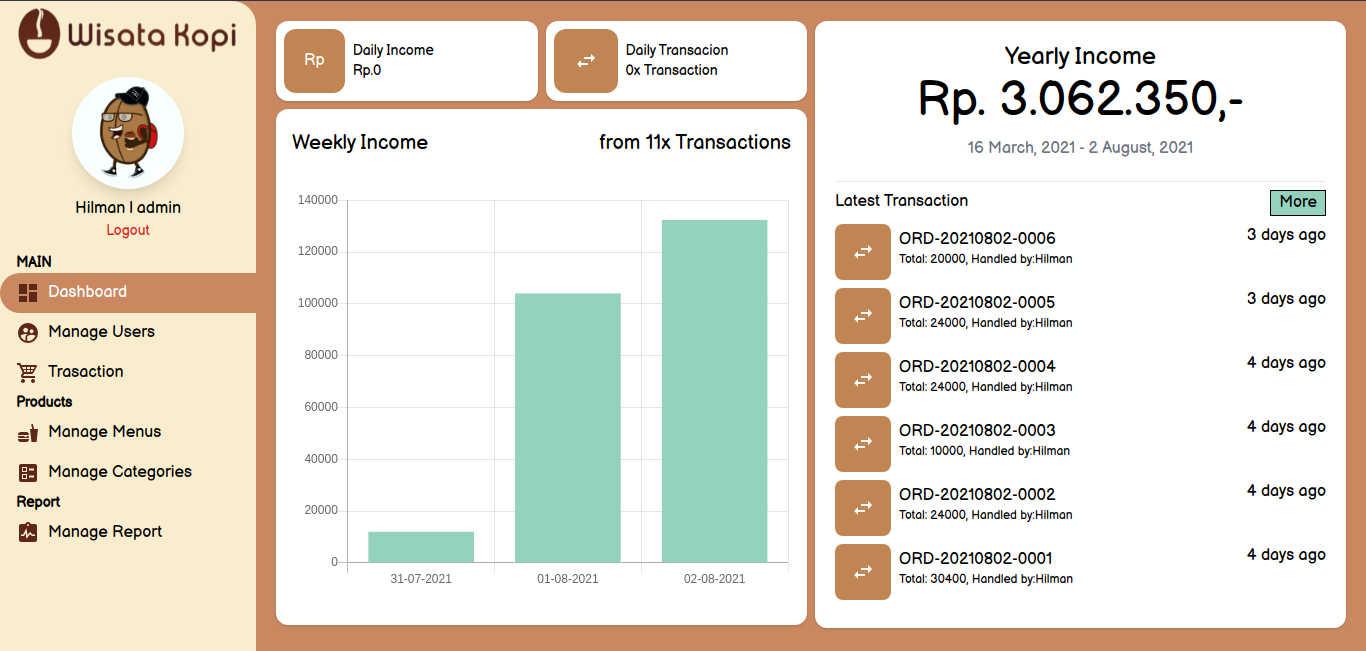 Wisata Kopi
Hilman | admin
Logout
MAIN
Dashboard
Manage Users
Trasaction
Products
Manage Menus
Manage Categories
Report
Manage Report
Rp
Daily Income
Rp.0
Daily Transacion
0x Transaction
Weekly Income
from 11x Transactions
140000
120000
100000
80000
60000
40000
20000
0
31-07-2021
01-08-2021
02-08-2021
Yearly Income
Rp. 3.062.350,-
16 March, 2021 - 2 August, 2021
Latest Transaction
More
ORD-20210802-0006
3 days ago
Total: 20000, Handled by:Hilman
ORD-20210802-0005
3 days ago
Total: 24000, Handled by:Hilman
ORD-20210802-0004
4 days ago
Total: 24000, Handled by:Hilman
ORD-20210802-0003
4 days ago
Total: 10000, Handled by:Hilman
ORD-20210802-0002
4 days ago
Total: 24000, Handled by:Hilman
ORD-20210802-0001
4 days ago
Total: 30400, Handled by:Hilman